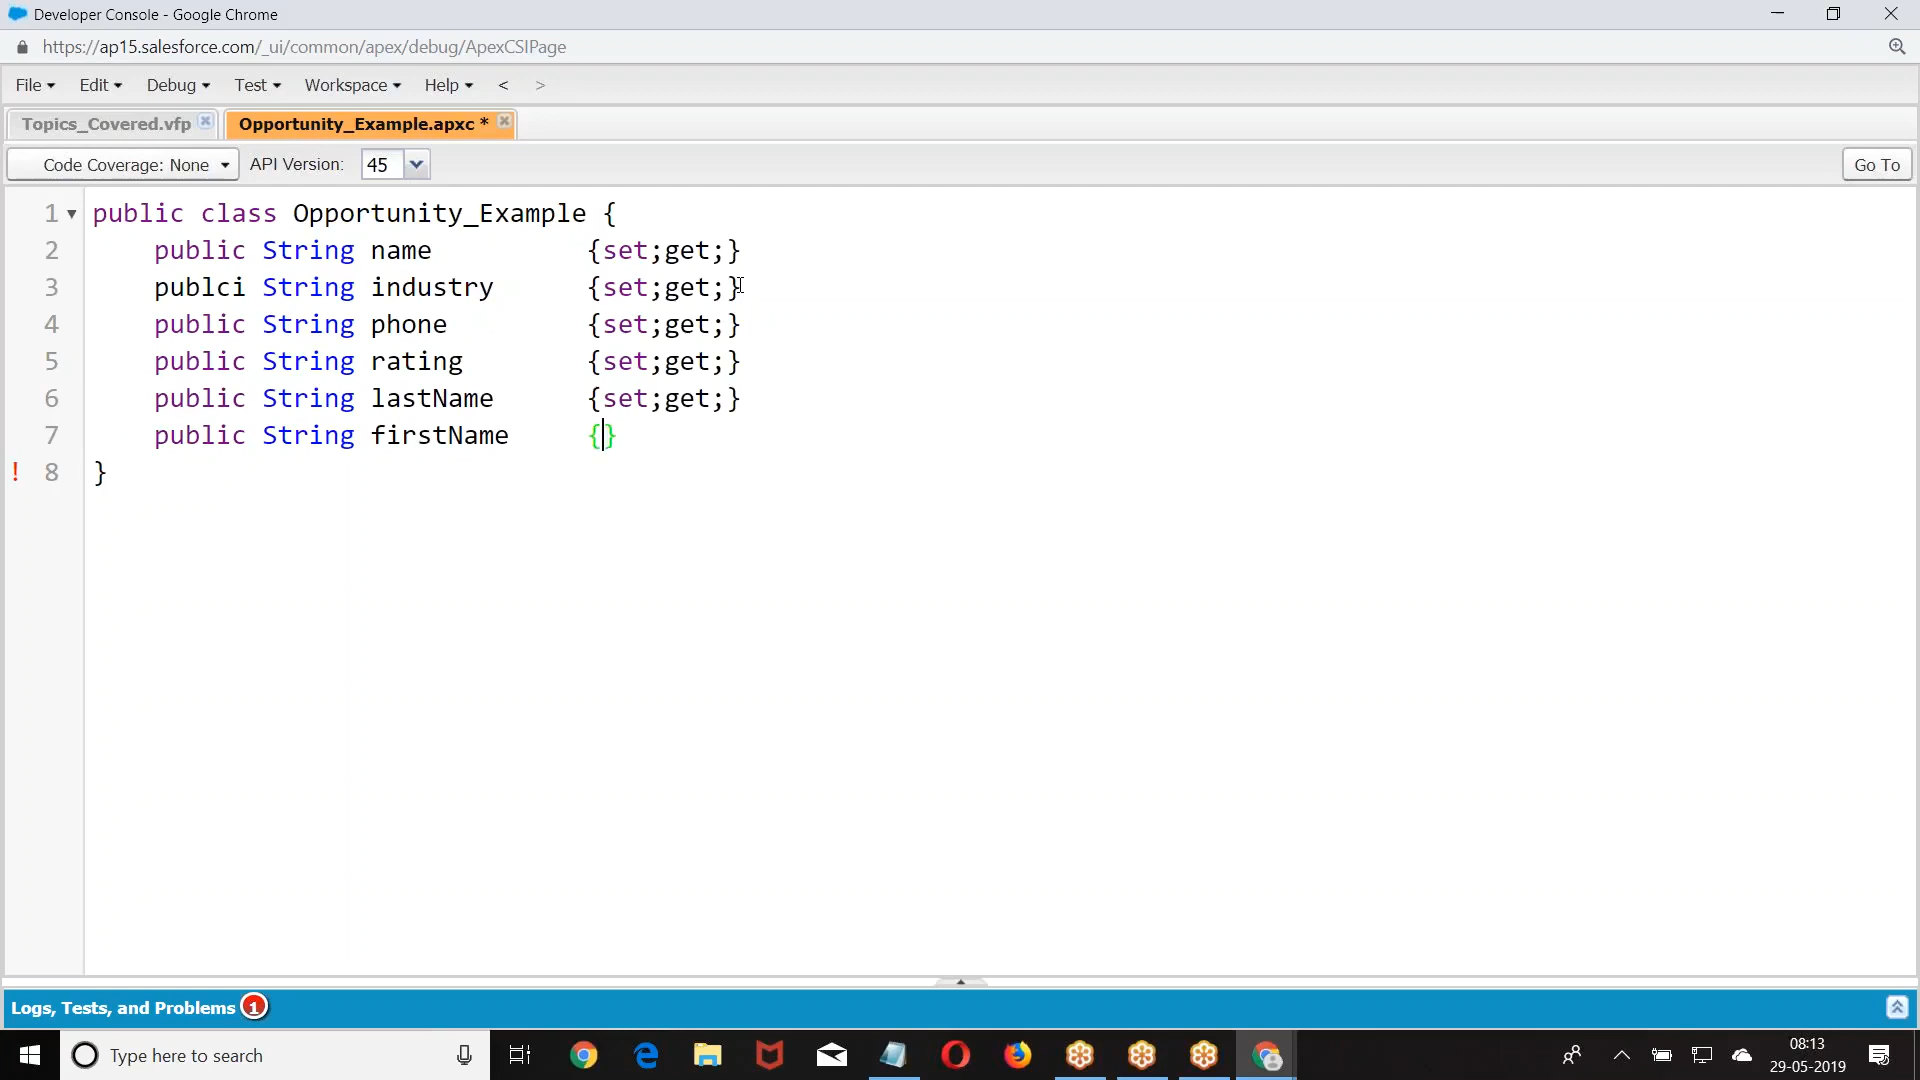 Developer Console - Google Chrome
https://ap15.salesforce.com/_ui/common/apex/debug/ApexCSIPage
File Edit Debug Test Workspace Help < >
Topics_Covered.vfp Opportunity_Example.apxc *
Code Coverage: None API Version: 45 Go To
1 public class Opportunity_Example {
2 public String name {set;get;}
3 publci String industry {set;get;}
4 public String phone {set;get;}
5 public String rating {set;get;}
6 public String lastName {set;get;}
7 public String firstName {}
! 8 }
Logs, Tests, and Problems 1
Type here to search
08:13
29-05-2019